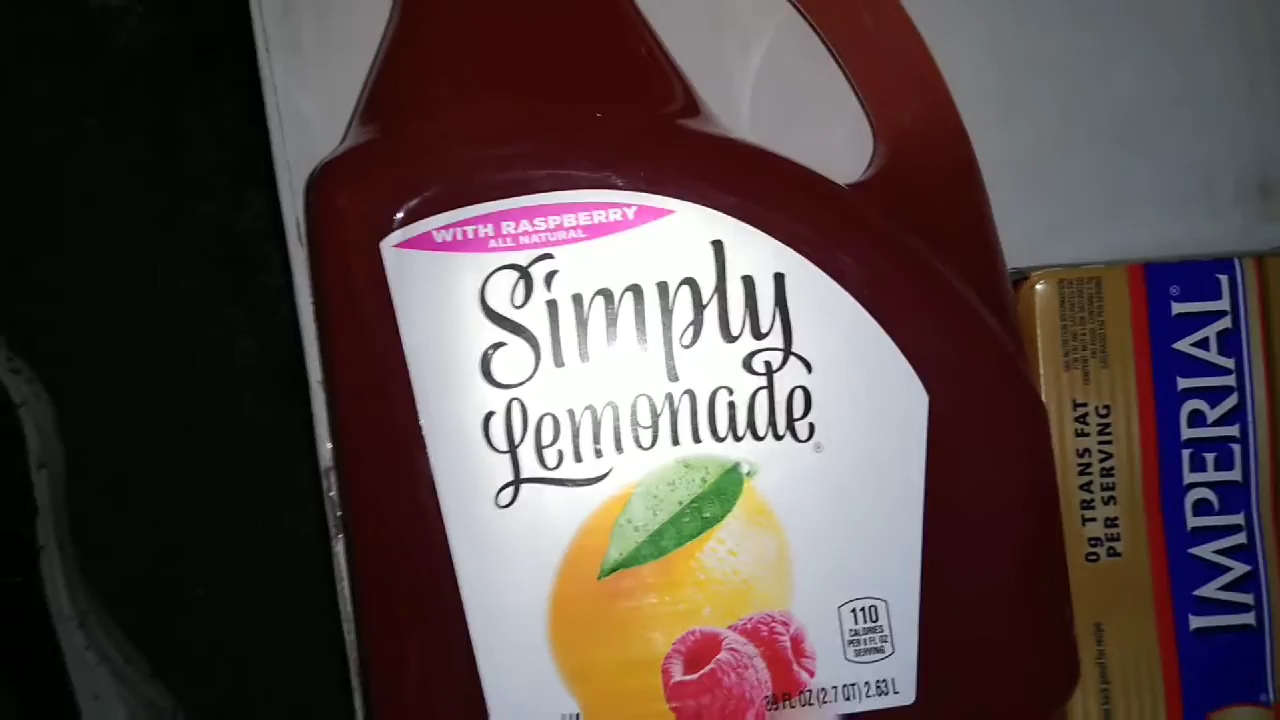 WITH RASPBERRY
ALL NATURAL
Simply
Lemonade®
110
CALORIES
PER 8 FL OZ
SERVING
89 FL OZ (2.7 QT) 2.63 L
0g TRANS FAT
PER SERVING
IMPERIAL®